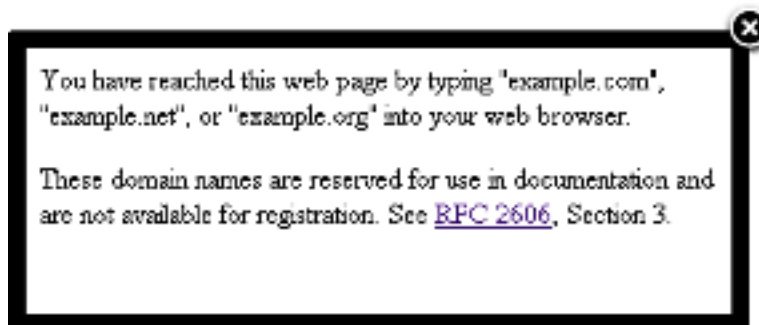 You have reached this web page by typing "example.com",
"example.net", or "example.org" into your web browser.
These domain names are reserved for use in documentation and
are not available for registration. See RFC 2606, Section 3.